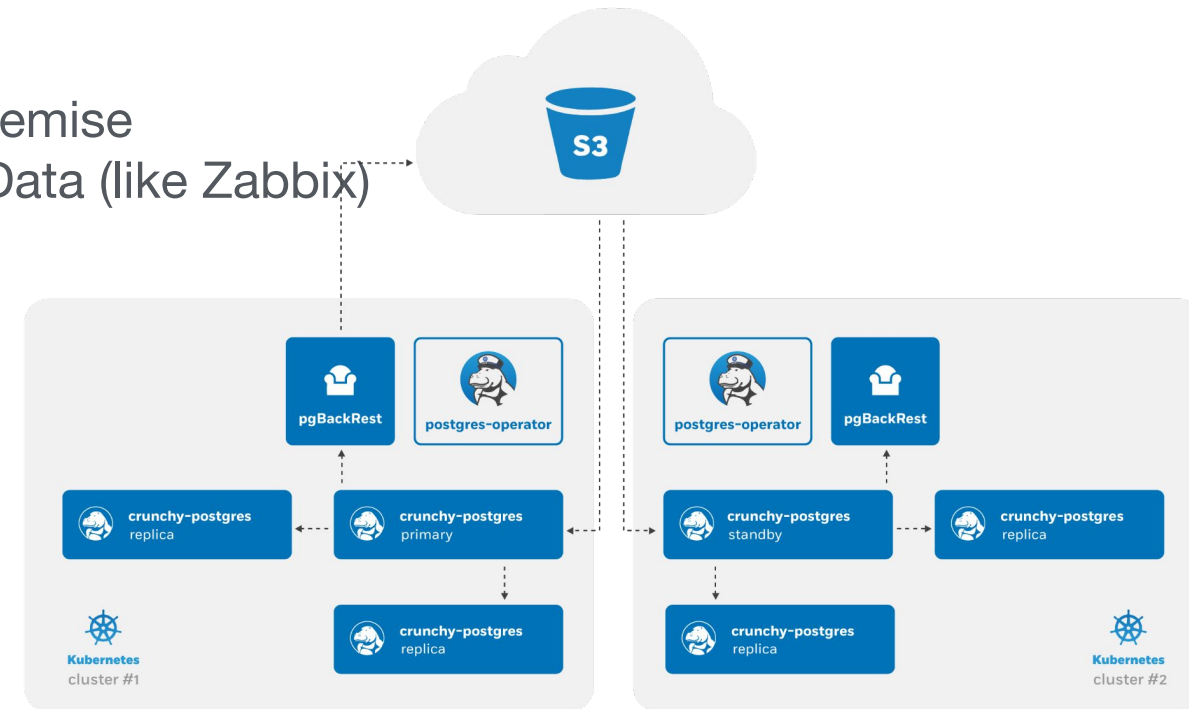 emise
Data (like Zabbix)
S3
pgBackRest
postgres-operator
crunchy-postgres
replica
crunchy-postgres
primary
crunchy-postgres
replica
Kubernetes
cluster #1
postgres-operator
pgBackRest
crunchy-postgres
standby
crunchy-postgres
replica
crunchy-postgres
replica
Kubernetes
cluster #2